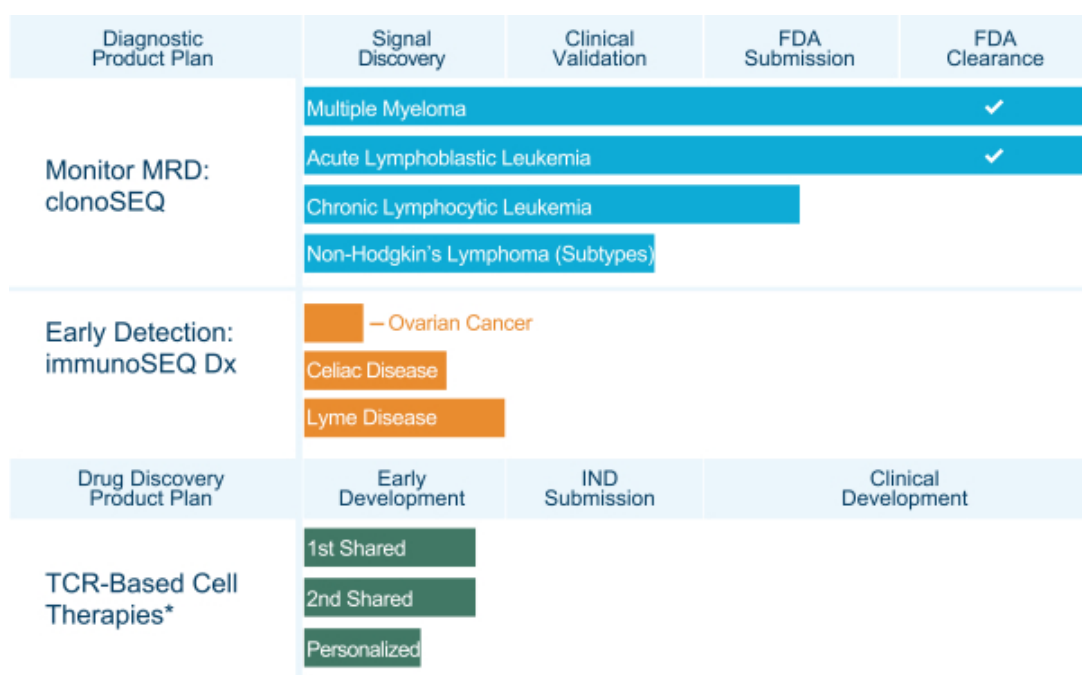 Diagnostic
Product Plan
Signal
Discovery
Clinical
Validation
FDA
Submission
FDA
Clearance
Monitor MRD:
clonoSEQ
Multiple Myeloma
Acute Lymphoblastic Leukemia
Chronic Lymphocytic Leukemia
Non-Hodgkin's Lymphoma (Subtypes)
Early Detection:
immunoSEQ Dx
– Ovarian Cancer
Celiac Disease
Lyme Disease
Drug Discovery
Product Plan
Early
Development
IND
Submission
Clinical
Development
TCR-Based Cell
Therapies*
1st Shared
2nd Shared
Personalized